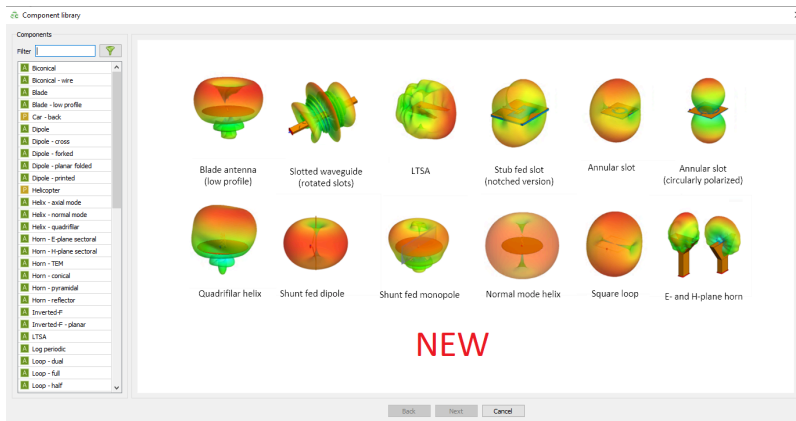 Component library
Components
Filter
A Biconical
A Biconical - wire
A Blade
A Blade - low profile
P Car - back
A Dipole
A Dipole - cross
A Dipole - forked
A Dipole - planar folded
A Dipole - printed
P Helicopter
A Helix - axial mode
A Helix - normal mode
A Helix - quadrifilar
A Horn - E-plane sectoral
A Horn - H-plane sectoral
A Horn - TEM
A Horn - conical
A Horn - pyramidal
A Horn - reflector
A Inverted-F
A Inverted-F - planar
A LTSA
A Log periodic
A Loop - dual
A Loop - full
A Loop - half
Blade antenna
(low profile)
Slotted waveguide
(rotated slots)
LTSA
Stub fed slot
(notched version)
Annular slot
Annular slot
(circularly polarized)
Quadrifilar helix
Shunt fed dipole
Shunt fed monopole
Normal mode helix
Square loop
E- and H-plane horn
NEW
Back
Next
Cancel